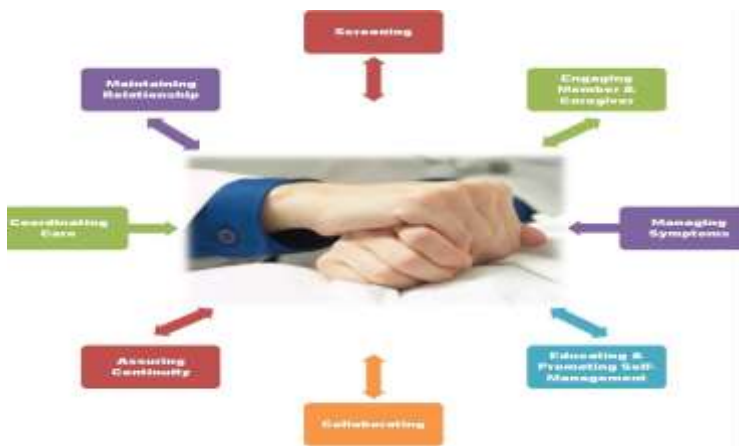 Screening
Engaging
Member &
Caregiver
Managing
Symptoms
Educating &
Promoting Self-
Management
Collaborating
Assuring
Continuity
Coordinating
Care
Maintaining
Relationship